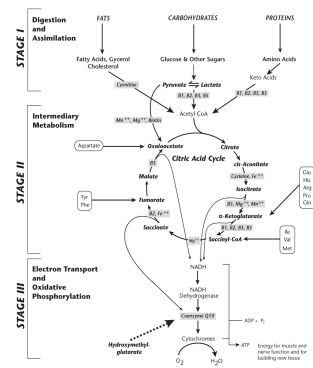 STAGE I
Digestion
and
Assimilation
FATS
CARBOHYDRATES
PROTEINS
Fatty Acids, Gycerol
Cholesterol
Glucose & Other Sugars
Amino Acids
Keto Acids
Carnitine
Pyruvate
Lactate
B1, B2, B3, B5
B1, B2, B3, B5
Acetyl CoA
Mn++, Mg++, Biotin
STAGE II
Intermediary
Metabolism
Aspartate
Oxaloacetate
Citrate
Citric Acid Cycle
cis-Aconitate
B3
Cysteine, Fe++
Malate
Isocitrate
Glu
His
Arg
Pro
Gln
Tyr
Phe
Fumarate
B3, Mg++, Mn++
α-Ketoglutarate
B2, Fe++
B1, B2, B3, B5
Succinate
Succinyl-CoA
Mg++
Ile
Val
Met
STAGE III
Electron Transport
and
Oxidative
Phosphorylation
NADH
NADH
Dehydrogenase
Coenzyme Q10
ADP + Pi
Hydroxymethyl-
glutarate
Cytochromes
ATP
Energy for muscle and
nerve function and for
building new tissue
O2
H2O